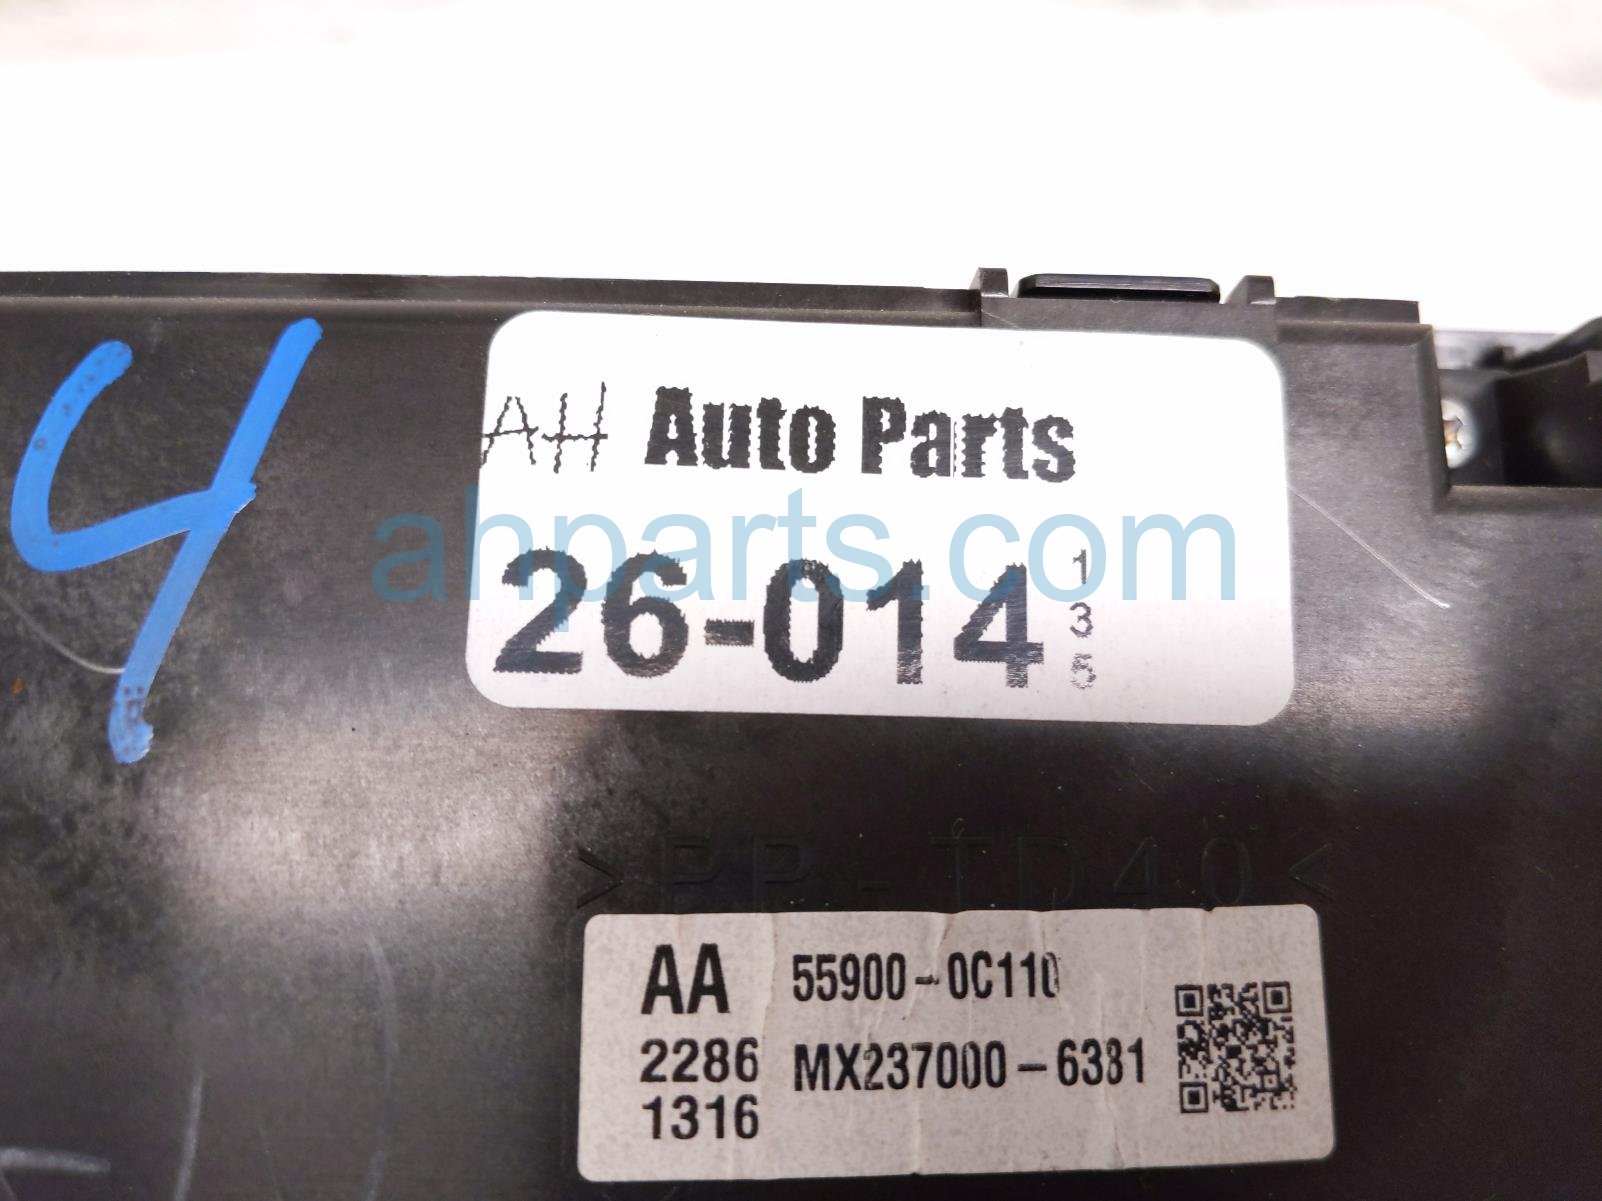 4
AH Auto Parts
ahparts.com
26-014
1
3
6
>PP-TD40<
AA 55900-0C110
2286 MX237000-6381
1316